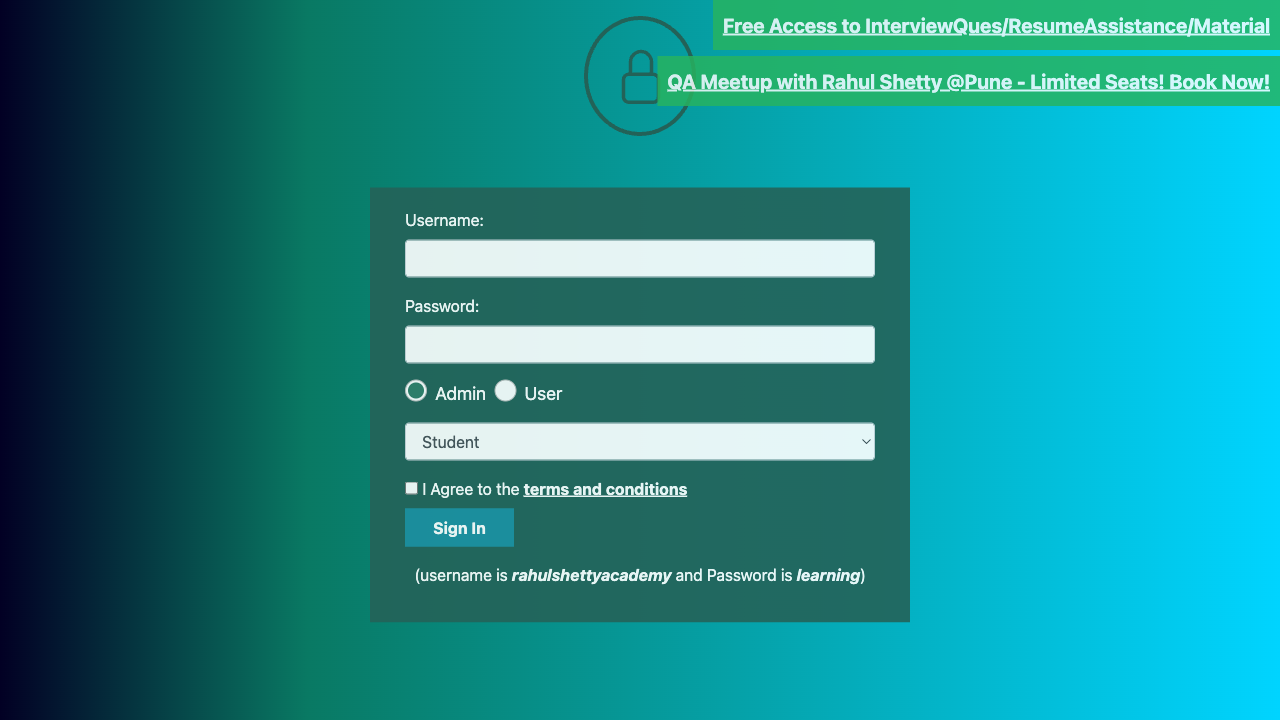 Free Access to InterviewQues/ResumeAssistance/Material
QA Meetup with Rahul Shetty @Pune - Limited Seats! Book Now!
Username:
Password:
Admin User
Student
I Agree to the terms and conditions
Sign In
(username is rahulshettyacademy and Password is learning)